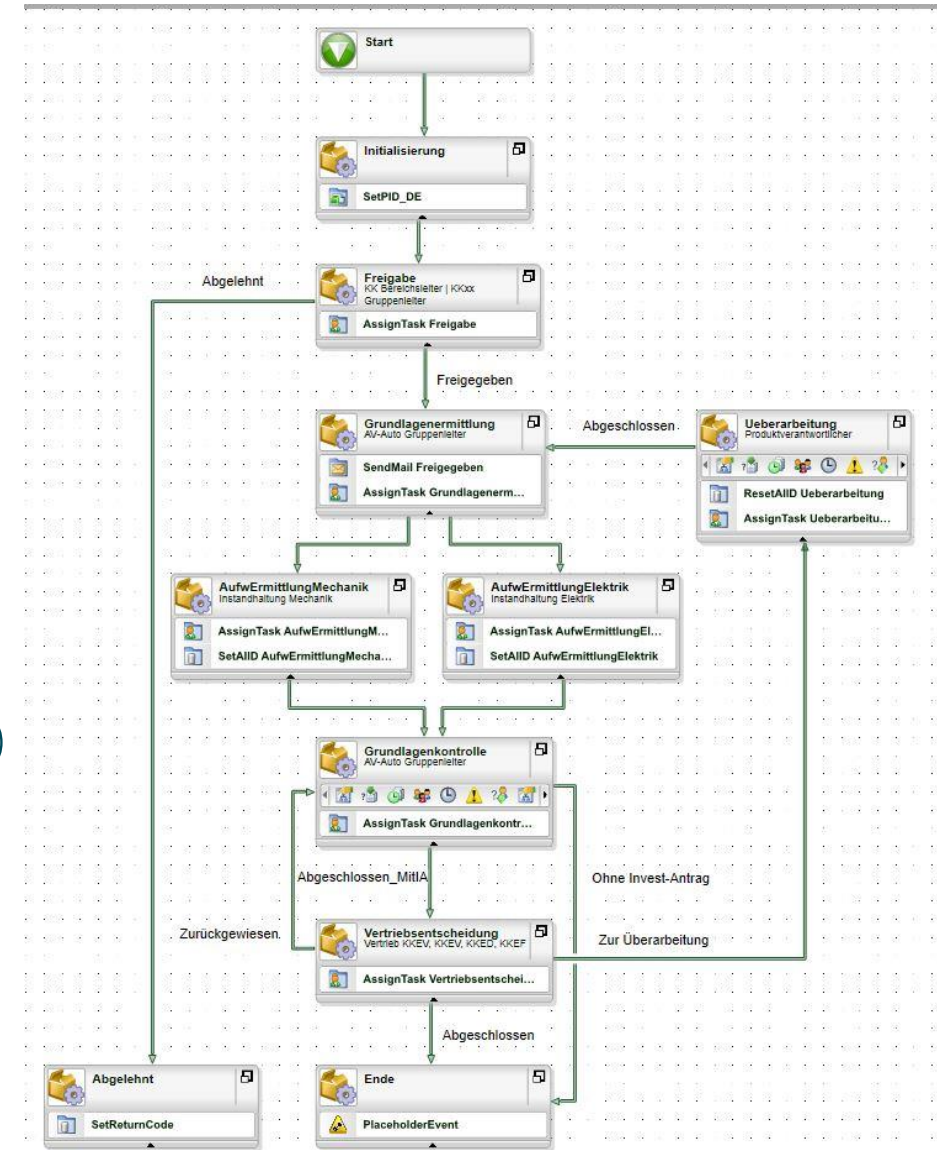 Start
Initialisierung
SetPID_DE
Abgelehnt
Freigabe
KK Bereichsleiter | KKxx
Gruppenleiter
AssignTask Freigabe
Freigegeben
Grundlagenermittlung
AV-Auto Gruppenleiter
SendMail Freigegeben
AssignTask Grundlagenerm...
Abgeschlossen
Ueberarbeitung
Produktverantwortlicher
ResetAIID Ueberarbeitung
AssignTask Ueberarbeitu...
AufwErmittlungMechanik
Instandhaltung Mechanik
AssignTask AufwErmittlungM...
SetAIID AufwErmittlungMecha...
AufwErmittlungElektrik
Instandhaltung Elektrik
AssignTask AufwErmittlungEl...
SetAIID AufwErmittlungElektrik
Grundlagenkontrolle
AV-Auto Gruppenleiter
AssignTask Grundlagenkontr...
Abgeschlossen_MitIA
Ohne Invest-Antrag
Zurückgewiesen
Vertriebsentscheidung
Vertrieb KKEV, KKEV, KKED, KKEF
AssignTask Vertriebsentschei...
Zur Überarbeitung
Abgeschlossen
Abgelehnt
SetReturnCode
Ende
PlaceholderEvent